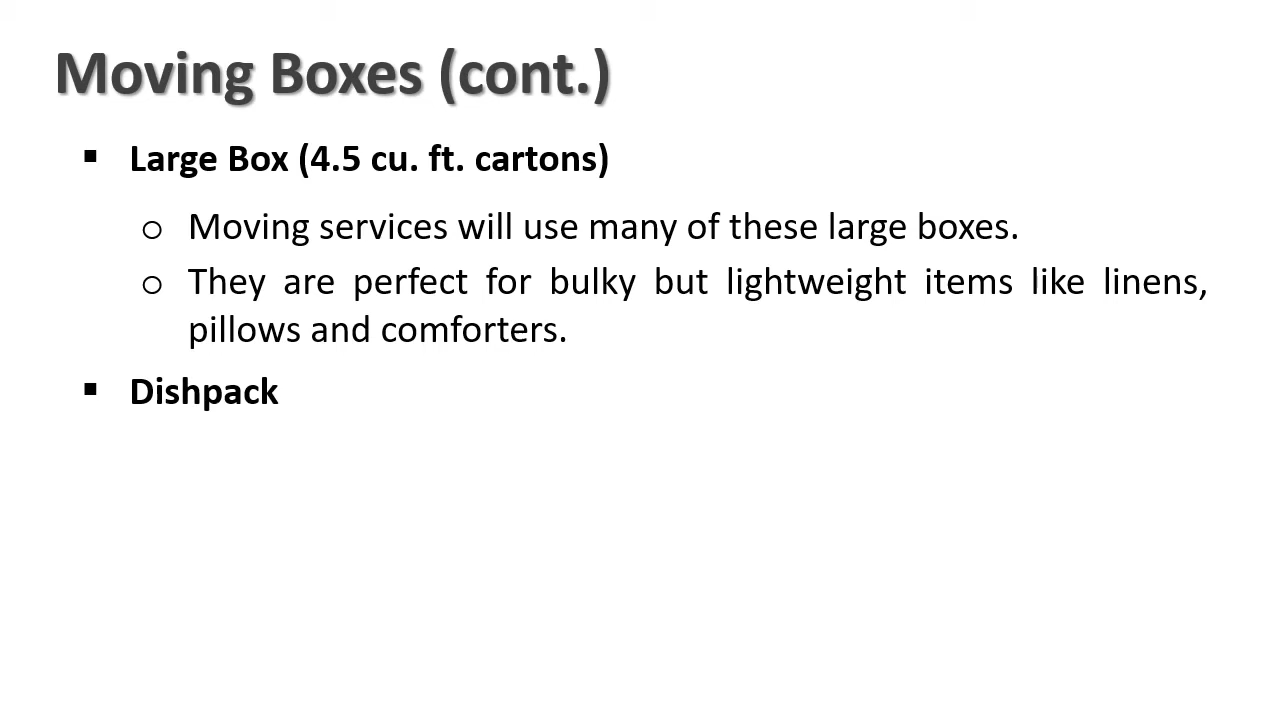 Moving Boxes (cont.)
▪ Large Box (4.5 cu. ft. cartons)
o Moving services will use many of these large boxes.
o They are perfect for bulky but lightweight items like linens,
pillows and comforters.
▪ Dishpack